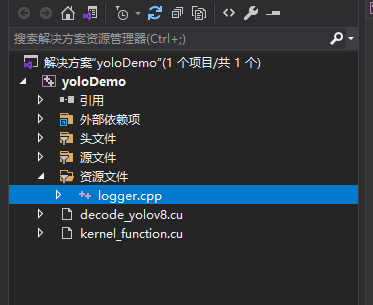 搜索解决方案资源管理器(Ctrl+;)
解决方案"yoloDemo"(1 个项目/共 1 个)
yoloDemo
引用
外部依赖项
头文件
源文件
资源文件
logger.cpp
decode_yolov8.cu
kernel_function.cu